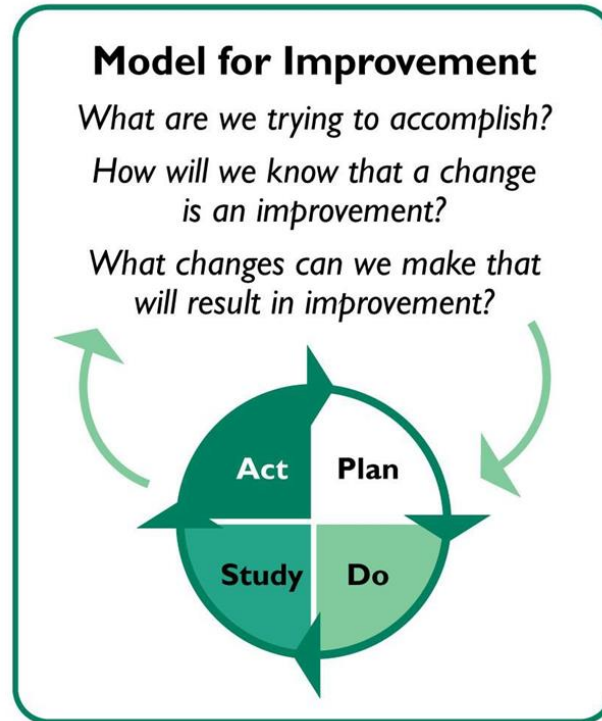 Model for Improvement
What are we trying to accomplish?
How will we know that a change
is an improvement?
What changes can we make that
will result in improvement?
Act
Plan
Study
Do